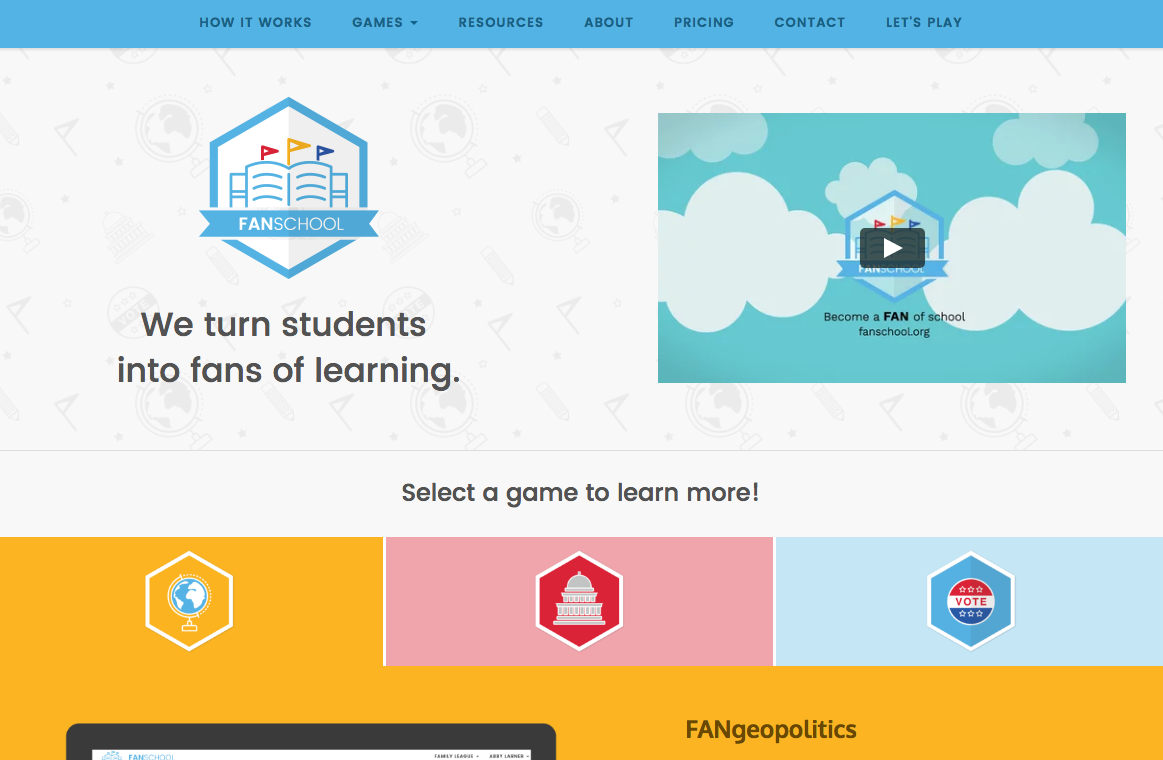 HOW IT WORKS GAMES RESOURCES ABOUT PRICING CONTACT LET'S PLAY
FANSCHOOL
We turn students
into fans of learning.
FANSCHOOL
Become a FAN of school
fanschool.org
Select a game to learn more!
VOTE
FANgeopolitics
FANSCHOOL FAMILY LEAGUE ABBY LARNER